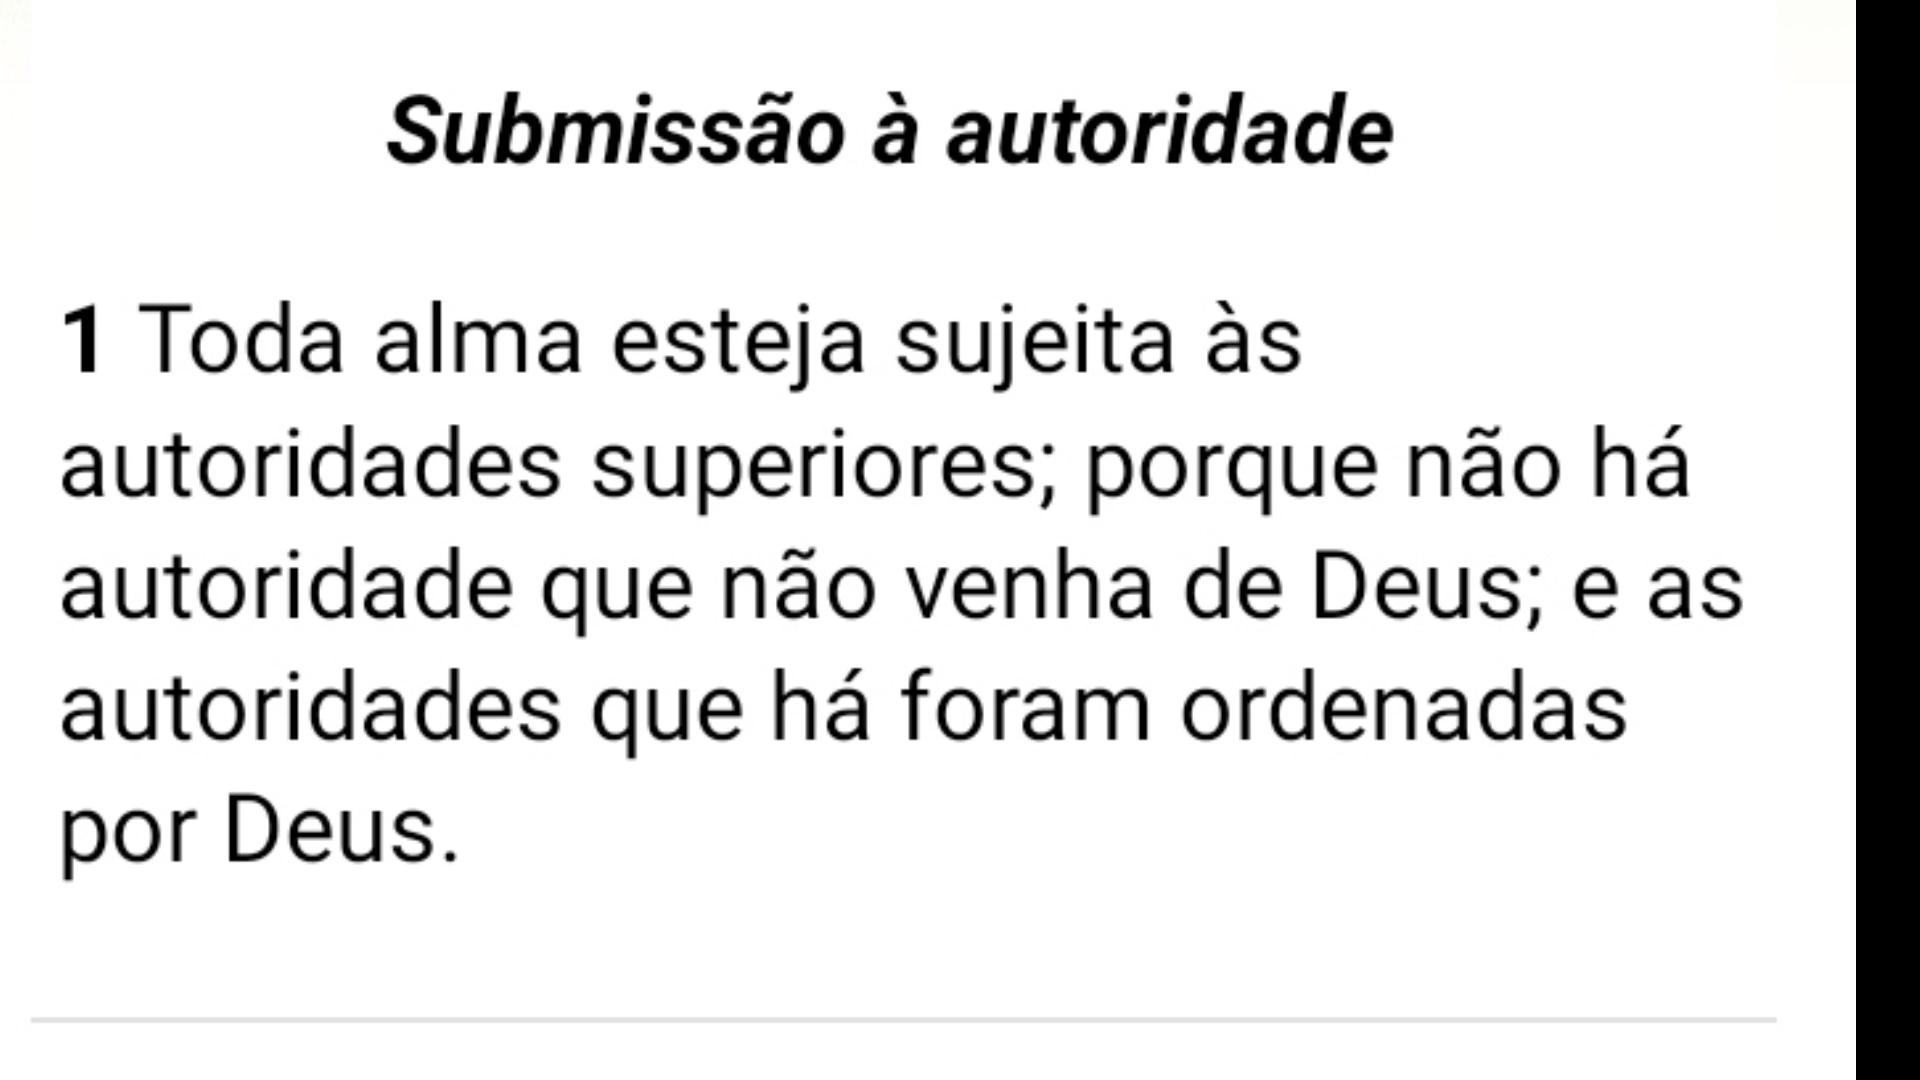 Submissão à autoridade
1 Toda alma esteja sujeita às
autoridades superiores; porque não há
autoridade que não venha de Deus; e as
autoridades que há foram ordenadas
por Deus.